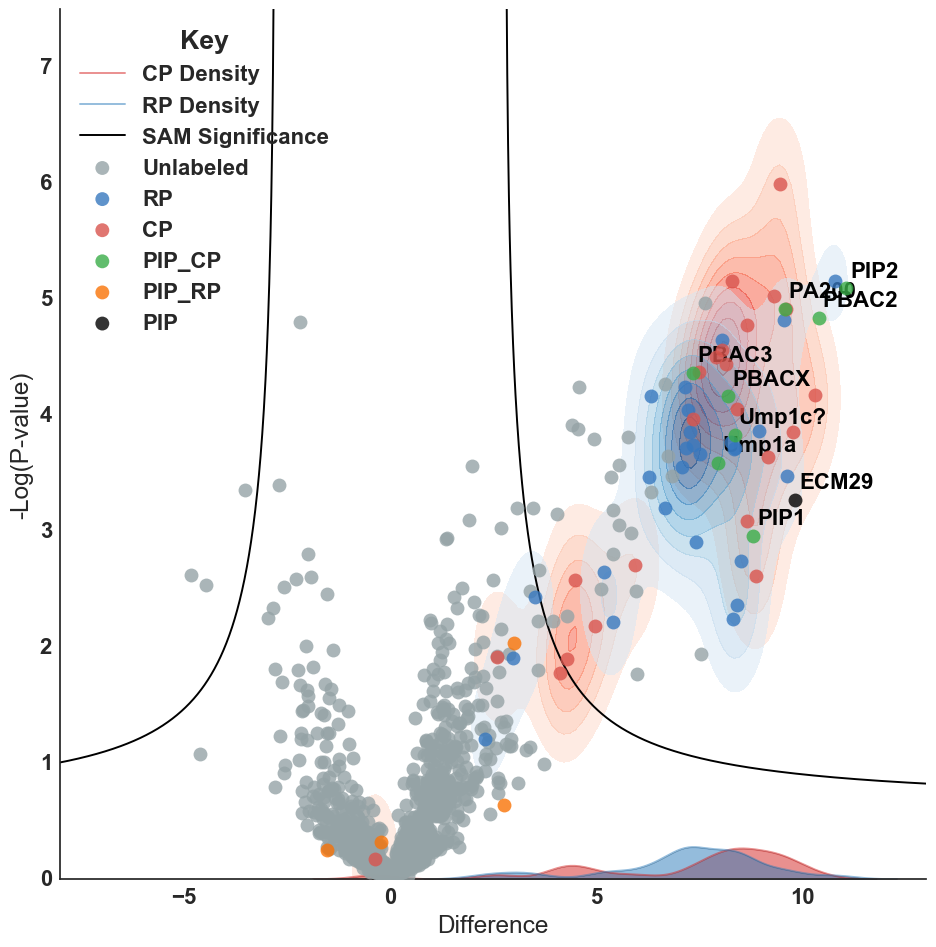 Key
CP Density
RP Density
SAM Significance
Unlabeled
RP
CP
PIP_CP
PIP_RP
PIP
PIP2
PA200
PBAC2
PBAC3
PBACX
Ump1c?
Ump1a
ECM29
PIP1
-Log(P-value)
7
6
5
4
3
2
1
0
−5
0
5
10
Difference